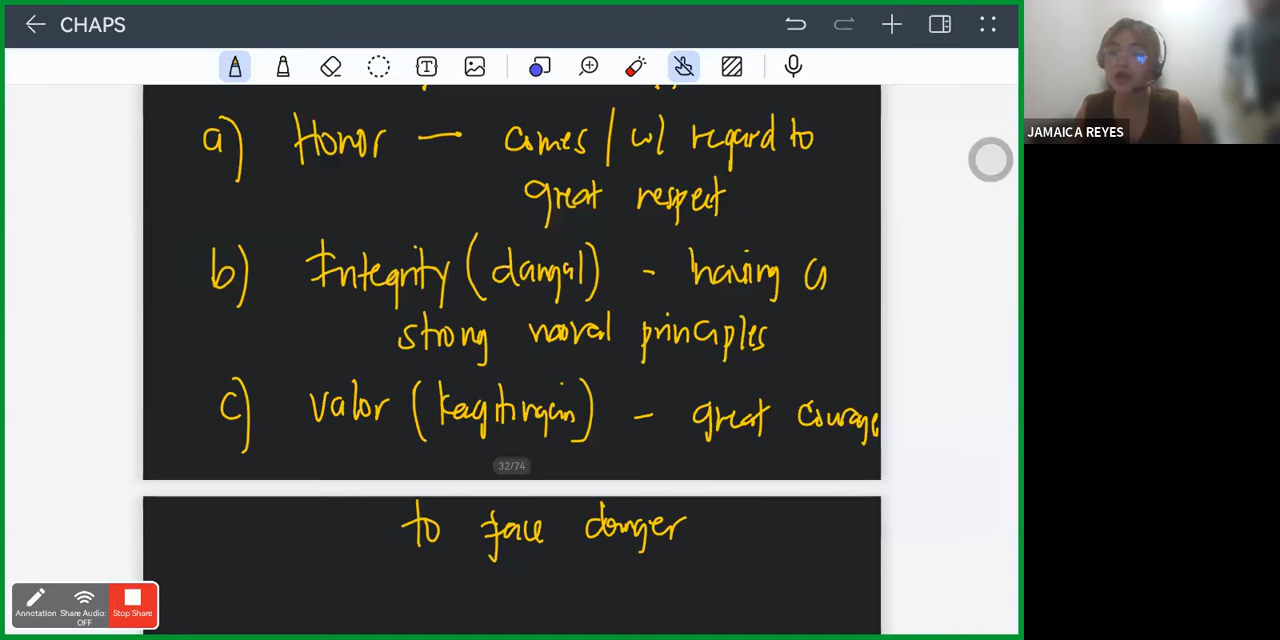 CHAPS
JAMAICA REYES
a) Honor — comes / w/ regard to
great respect
b) Integrity (dangal) - having a
strong moral principles
c) Valor (kagitingan) - great courage
32/74
to face danger
Annotation
Share Audio: OFF
Stop Share